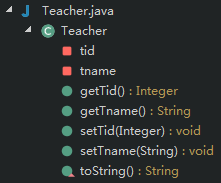 Teacher.java
Teacher
tid
tname
getTid() : Integer
getTname() : String
setTid(Integer) : void
setTname(String) : void
toString() : String